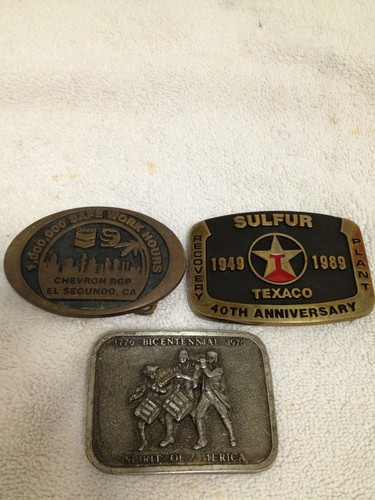 1,000,000 SAFE WORK HOURS
CHEVRON RGP
EL SEGUNDO, CA
SULFUR
RECOVERY
1949
T
1989
PLANT
TEXACO
40TH ANNIVERSARY
1776 BICENTENNIAL 1976
SPIRIT OF AMERICA